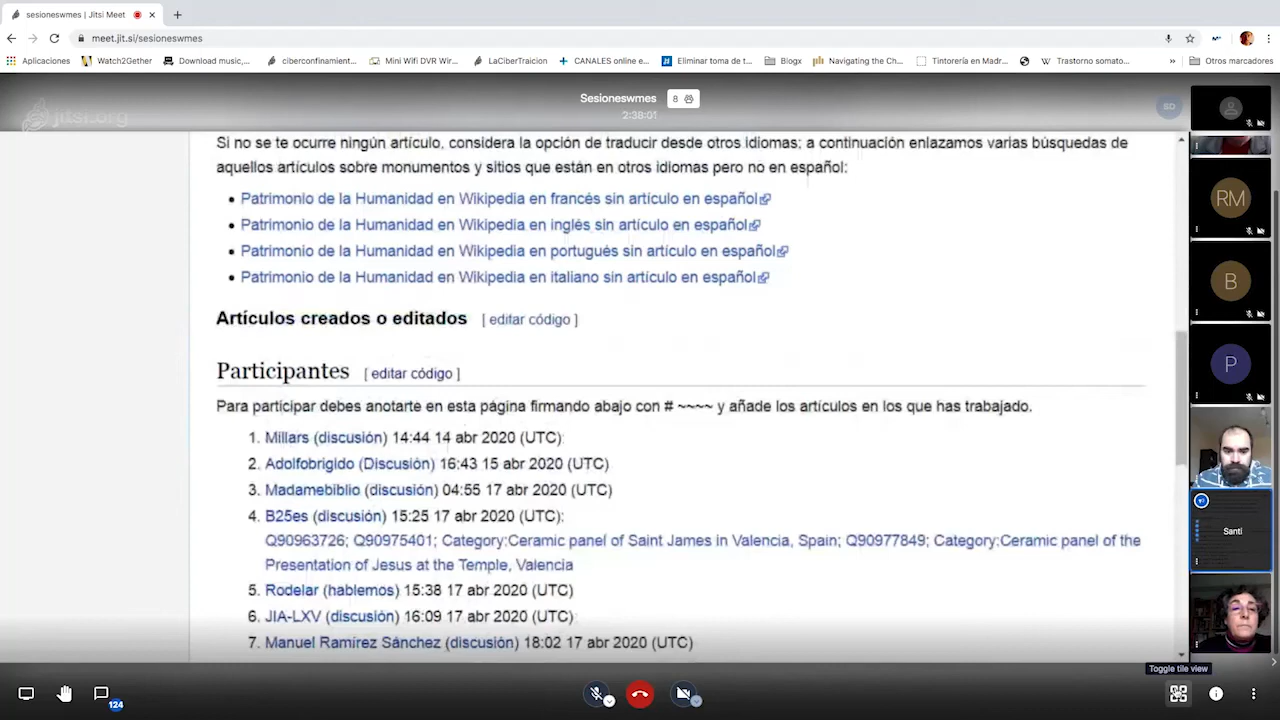 sesioneswmes | Jitsi Meet
meet.jit.si/sesioneswmes
Aplicaciones Watch2Gether Download music,... ciberconfinamient... Mini Wifi DVR Wir... LaCiberTraicion CANALES online e... Eliminar toma de t... Blogx Navigating the Ch... Tintorería en Madr... Trastorno somato... » Otros marcadores
jitsi.org
Sesioneswmes 8
2:38:01
SD
Si no se te ocurre ningún artículo, considera la opción de traducir desde otros idiomas; a continuación enlazamos varias búsquedas de
aquellos artículos sobre monumentos y sitios que están en otros idiomas pero no en español:
• Patrimonio de la Humanidad en Wikipedia en francés sin artículo en español
• Patrimonio de la Humanidad en Wikipedia en inglés sin artículo en español
• Patrimonio de la Humanidad en Wikipedia en portugués sin artículo en español
• Patrimonio de la Humanidad en Wikipedia en italiano sin artículo en español
Artículos creados o editados [ editar código ]
Participantes [ editar código ]
Para participar debes anotarte en esta página firmando abajo con # ~~~~ y añade los artículos en los que has trabajado.
1. Millars (discusión) 14:44 14 abr 2020 (UTC)
2. Adolfobrigido (Discusión) 16:43 15 abr 2020 (UTC)
3. Madamebiblio (discusión) 04:55 17 abr 2020 (UTC)
4. B25es (discusión) 15:25 17 abr 2020 (UTC):
Q90963726; Q90975401; Category:Ceramic panel of Saint James in Valencia, Spain; Q90977849; Category:Ceramic panel of the
Presentation of Jesus at the Temple, Valencia
5. Rodelar (hablemos) 15:38 17 abr 2020 (UTC)
6. JIA-LXV (discusión) 16:09 17 abr 2020 (UTC)
7. Manuel Ramírez Sánchez (discusión) 18:02 17 abr 2020 (UTC)
RM
B
P
Santi
Toggle tile view
124